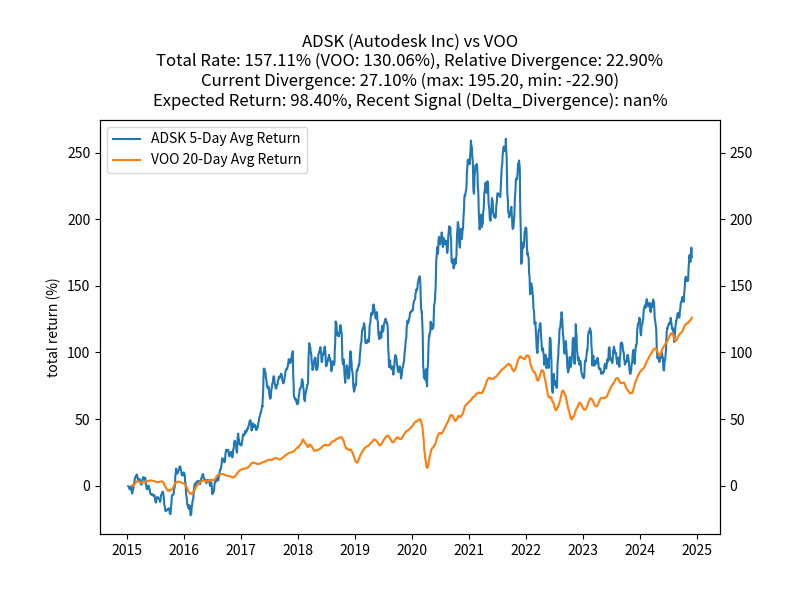 ADSK (Autodesk Inc) vs VOO
Total Rate: 157.11% (VOO: 130.06%), Relative Divergence: 22.90%
Current Divergence: 27.10% (max: 195.20, min: -22.90)
Expected Return: 98.40%, Recent Signal (Delta_Divergence): nan%
ADSK 5-Day Avg Return
VOO 20-Day Avg Return
total return (%)
250 250
200 200
150 150
100 100
50 50
0 0
2015 2016 2017 2018 2019 2020 2021 2022 2023 2024 2025